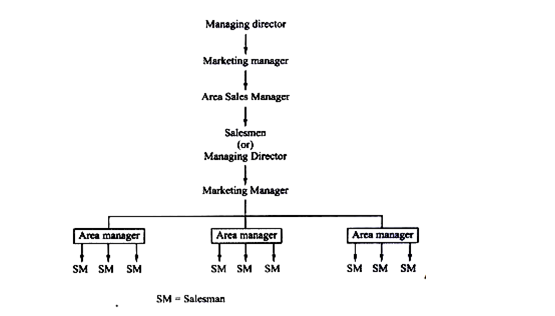 Managing director
Marketing manager
Area Sales Manager
Salesmen
(or)
Managing Director
Marketing Manager
Area manager Area manager Area manager
SM SM SM SM SM SM SM SM SM
SM = Salesman